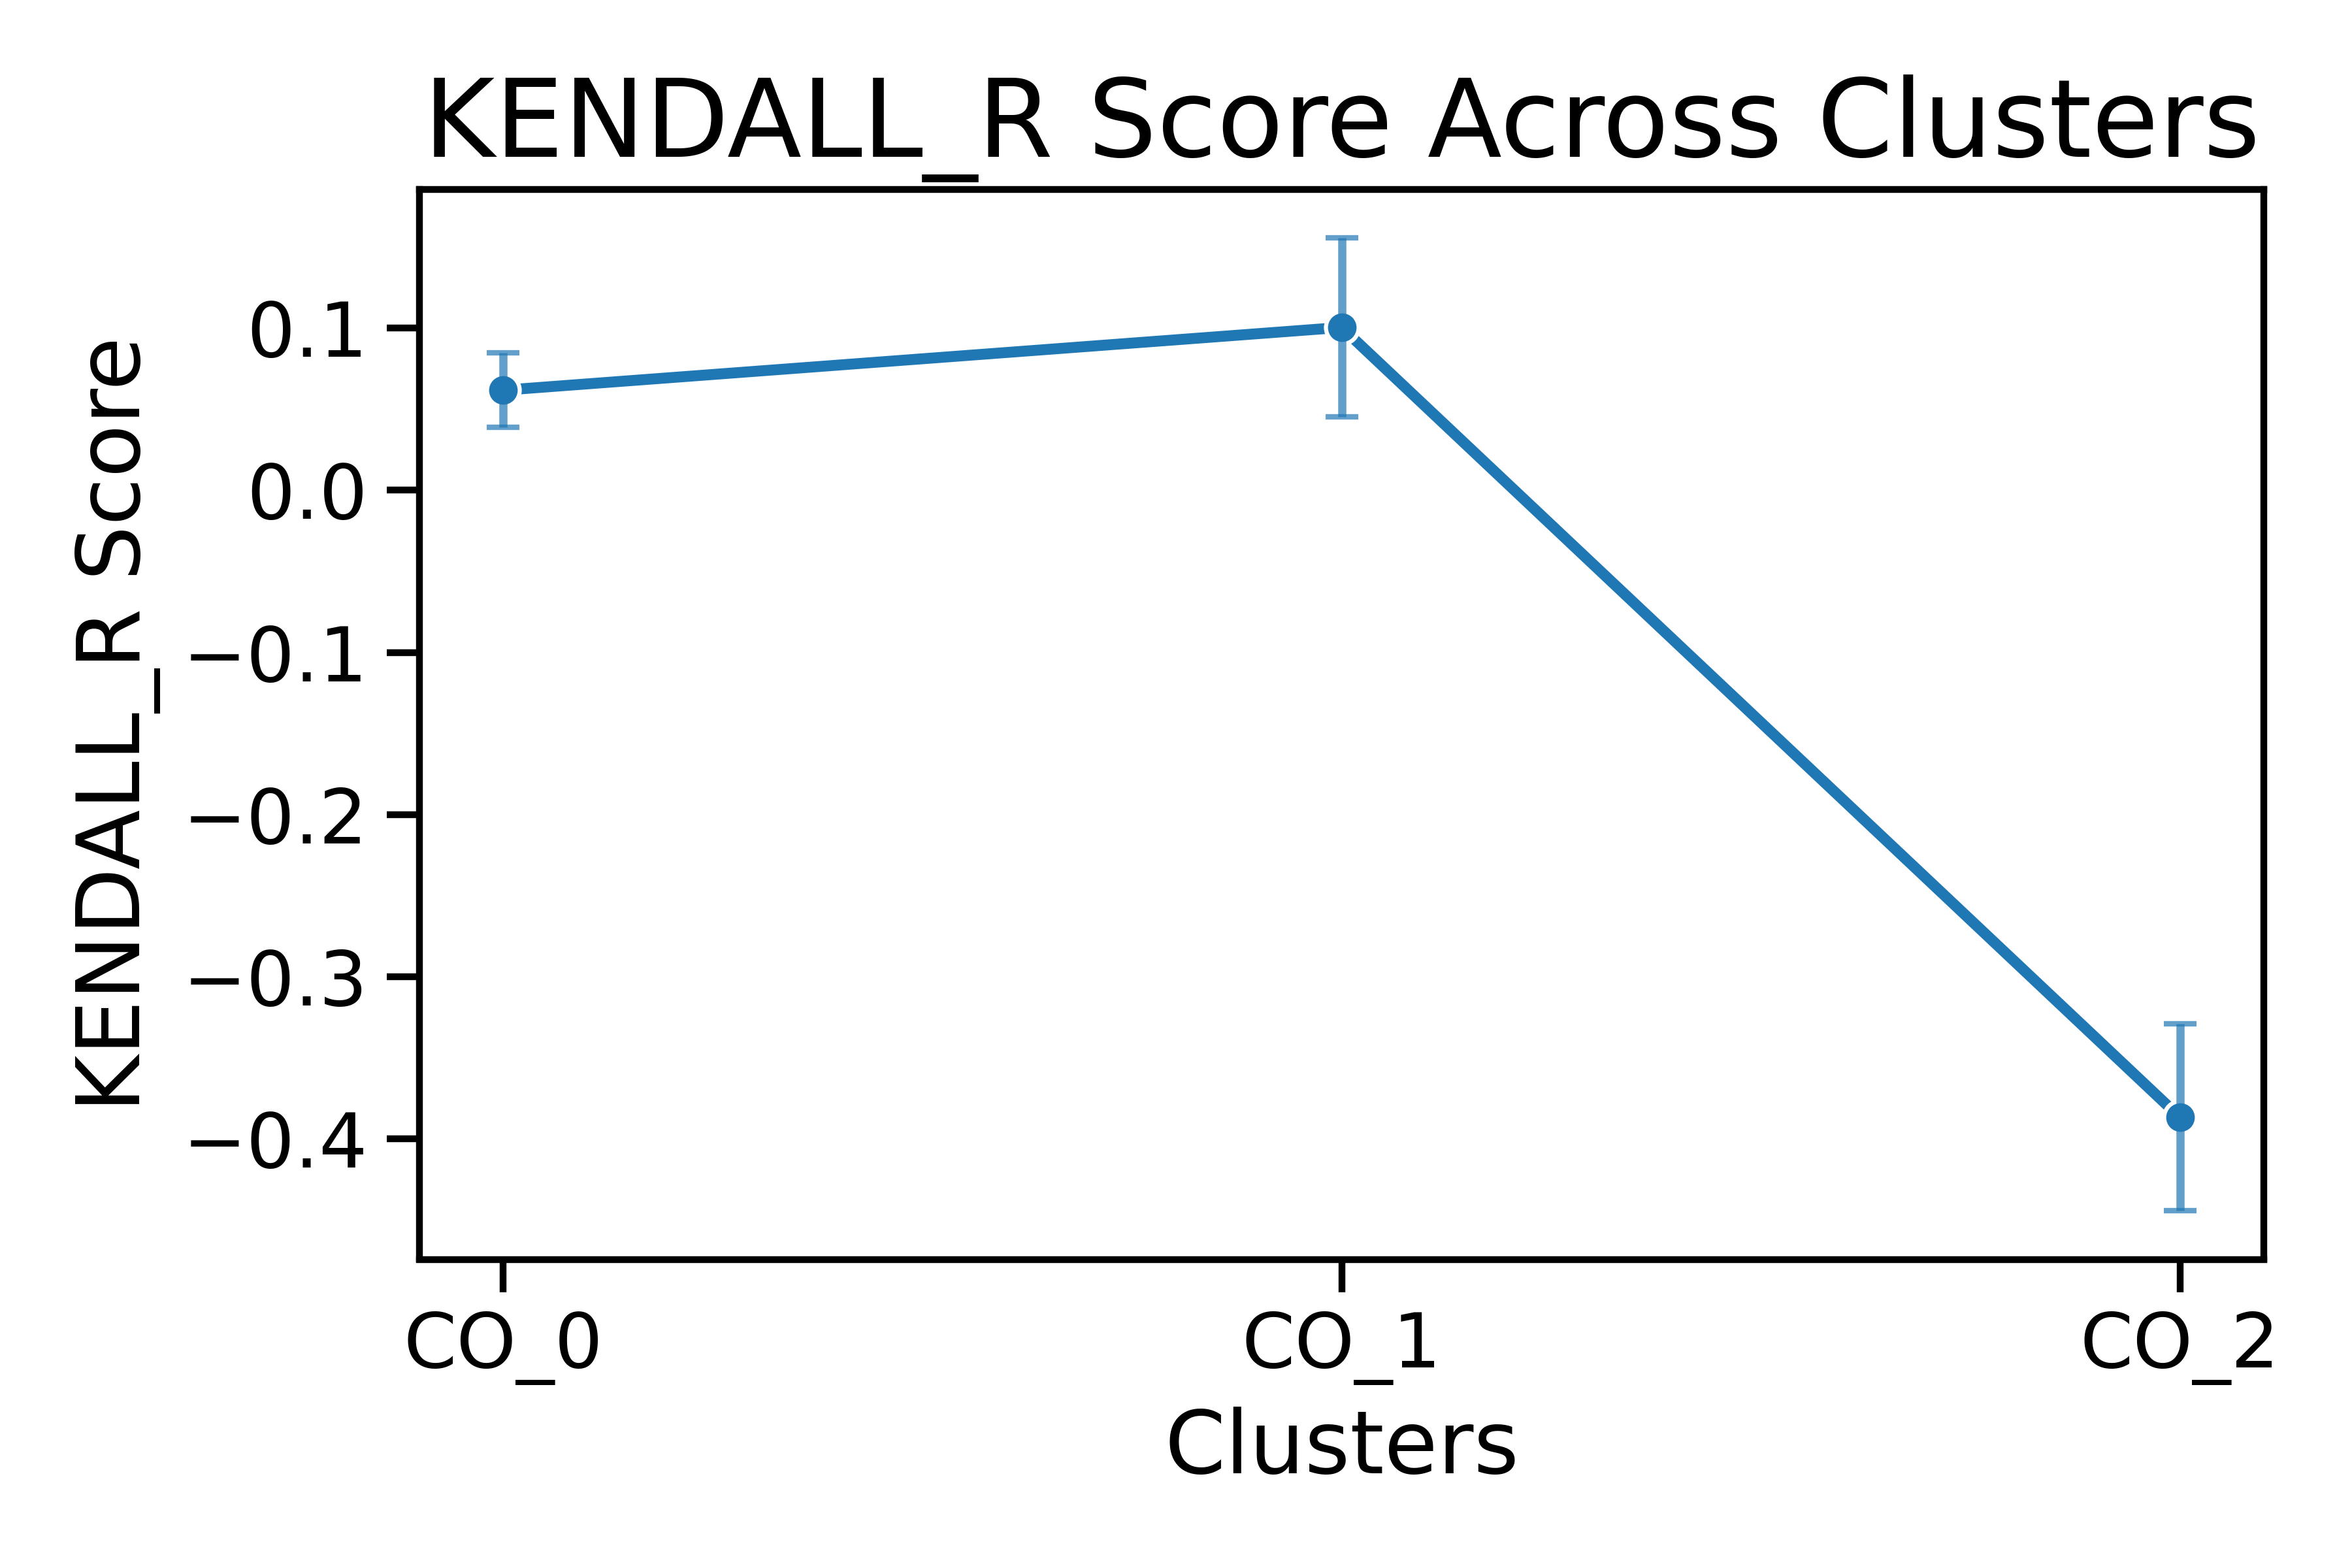 KENDALL_R Score Across Clusters
KENDALL_R Score
0.1
0.0
−0.1
−0.2
−0.3
−0.4
CO_0
CO_1
CO_2
Clusters